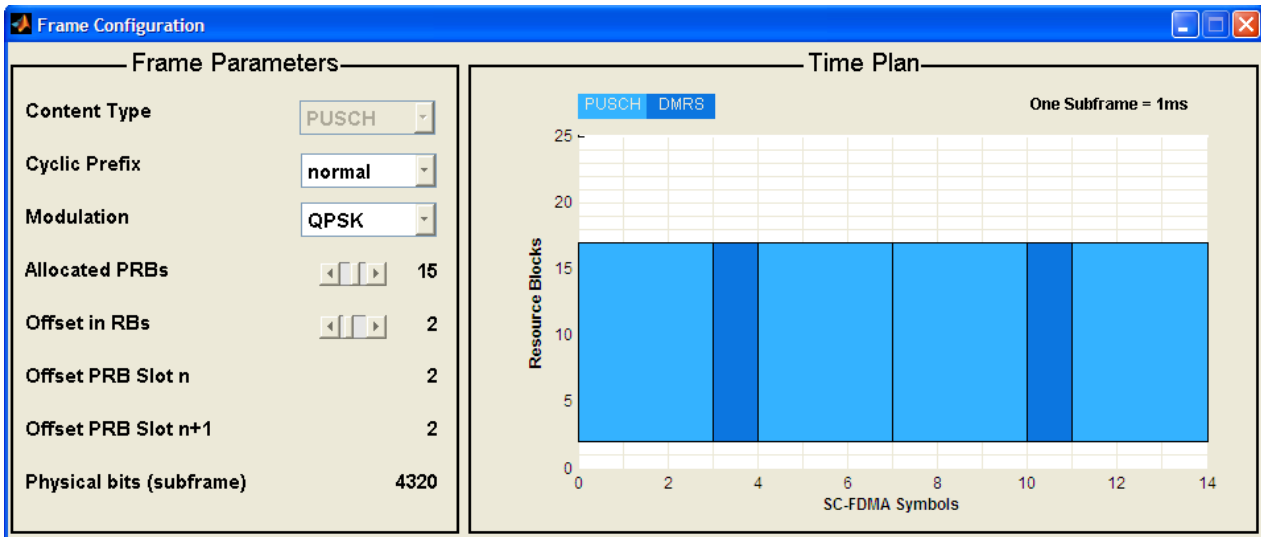 Frame Configuration
Frame Parameters
Content Type PUSCH
Cyclic Prefix normal
Modulation QPSK
Allocated PRBs 15
Offset in RBs 2
Offset PRB Slot n 2
Offset PRB Slot n+1 2
Physical bits (subframe) 4320
Time Plan
PUSCH DMRS One Subframe = 1ms
25
20
15
10
5
0
Resource Blocks
0 2 4 6 8 10 12 14
SC-FDMA Symbols